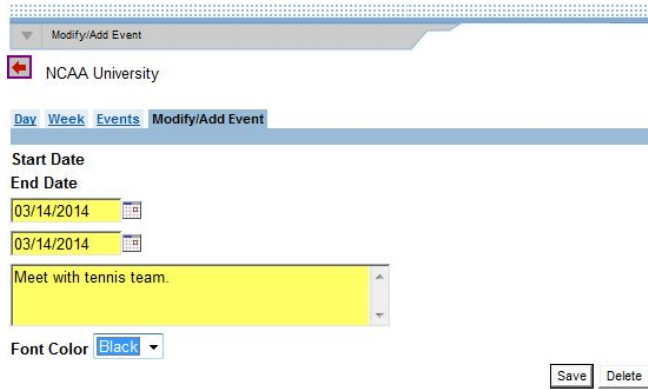 Modify/Add Event
NCAA University
Day Week Events Modify/Add Event
Start Date
End Date
03/14/2014
03/14/2014
Meet with tennis team.
Font Color Black
Save Delete